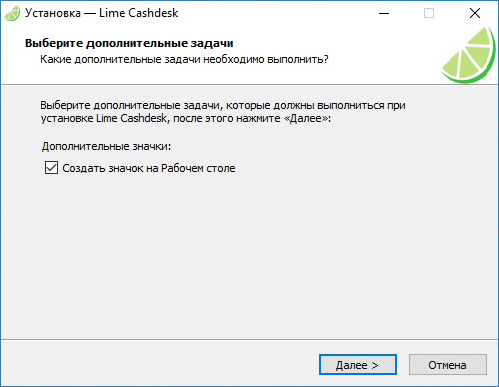 Установка — Lime Cashdesk
Выберите дополнительные задачи
Какие дополнительные задачи необходимо выполнить?
Выберите дополнительные задачи, которые должны выполниться при
установке Lime Cashdesk, после этого нажмите «Далее»:
Дополнительные значки:
Создать значок на Рабочем столе
Далее >
Отмена